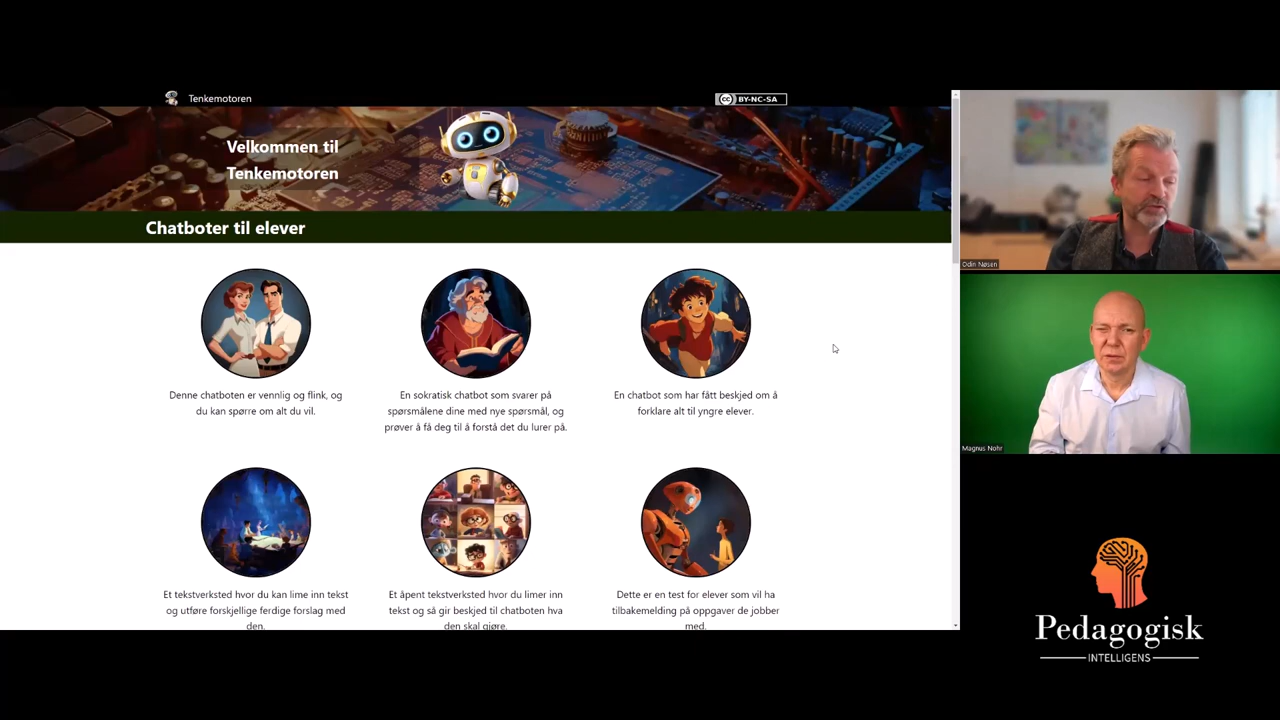 Tenkemotoren
BY-NC-SA
Velkommen til
Tenkemotoren
Chatboter til elever
Denne chatboten er vennlig og flink, og
du kan spørre om alt du vil.
En sokratisk chatbot som svarer på
spørsmålene dine med nye spørsmål, og
prøver å få deg til å forstå det du lurer på.
En chatbot som har fått beskjed om å
forklare alt til yngre elever.
Et tekstverksted hvor du kan lime inn tekst
og utføre forskjellige ferdige forslag med
den.
Et åpent tekstverksted hvor du limer inn
tekst og så gir beskjed til chatboten hva
den skal gjøre.
Dette er en test for elever som vil ha
tilbakemelding på oppgaver de jobber
med.
Odin Nøsen
Magnus Nohr
Pedagogisk
INTELLIGENS